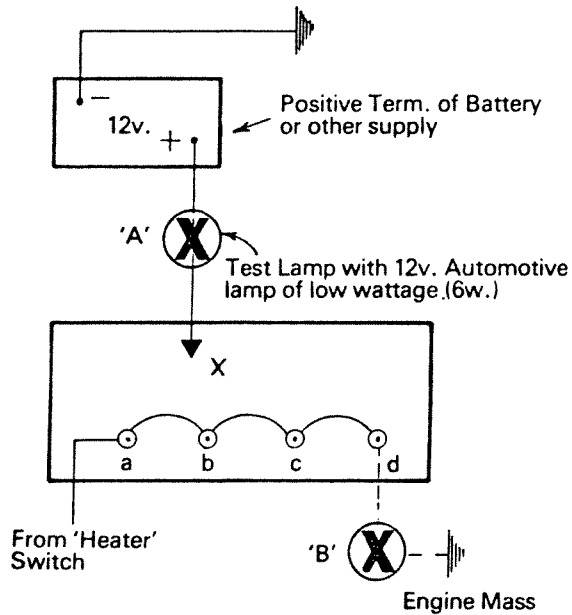 −
12v.
+
Positive Term. of Battery
or other supply
'A'
Test Lamp with 12v. Automotive
lamp of low wattage.(6w.)
X
a b c d
From 'Heater'
Switch
'B'
Engine Mass